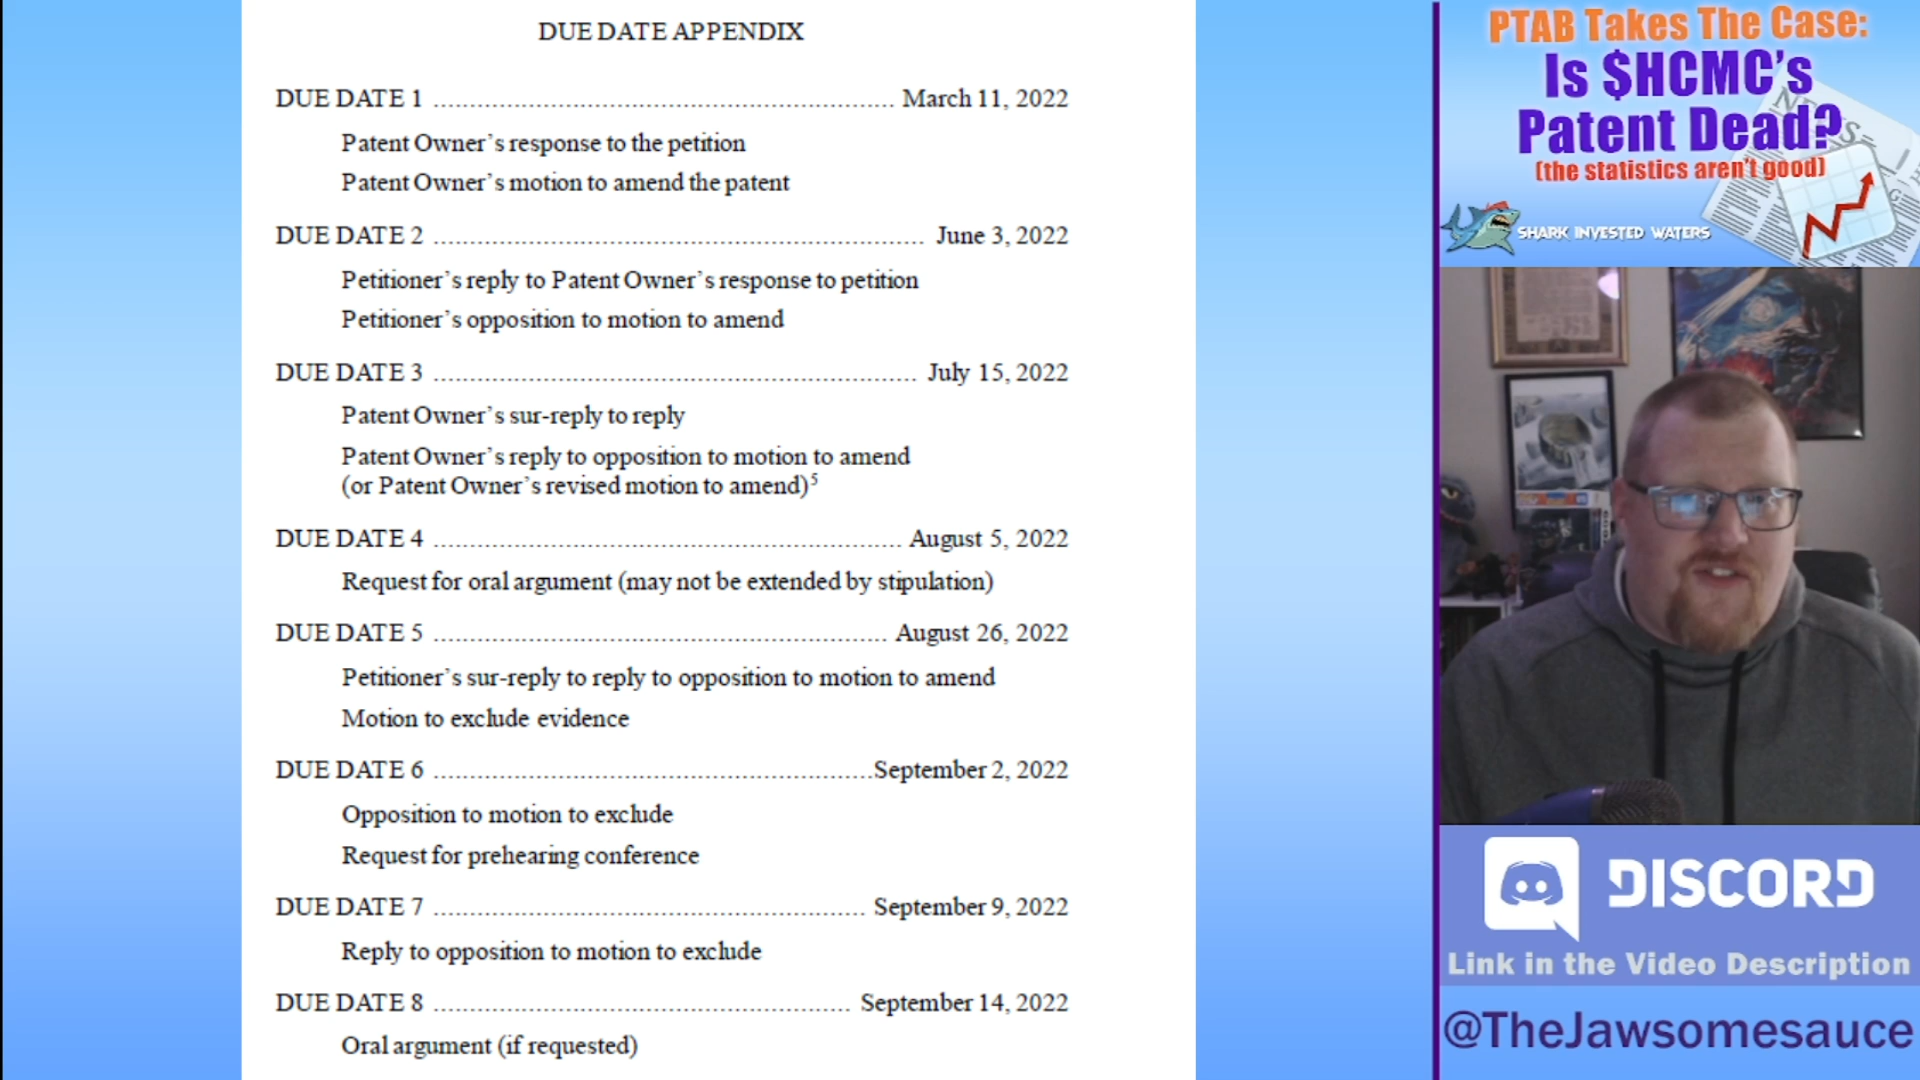 DUE DATE APPENDIX
DUE DATE 1 ............................................................... March 11, 2022
Patent Owner’s response to the petition
Patent Owner’s motion to amend the patent
DUE DATE 2 ................................................................... June 3, 2022
Petitioner’s reply to Patent Owner’s response to petition
Petitioner’s opposition to motion to amend
DUE DATE 3 .................................................................. July 15, 2022
Patent Owner’s sur-reply to reply
Patent Owner’s reply to opposition to motion to amend
(or Patent Owner’s revised motion to amend)⁵
DUE DATE 4 ................................................................ August 5, 2022
Request for oral argument (may not be extended by stipulation)
DUE DATE 5 .............................................................. August 26, 2022
Petitioner’s sur-reply to reply to opposition to motion to amend
Motion to exclude evidence
DUE DATE 6 ............................................................September 2, 2022
Opposition to motion to exclude
Request for prehearing conference
DUE DATE 7 ........................................................... September 9, 2022
Reply to opposition to motion to exclude
DUE DATE 8 ......................................................... September 14, 2022
Oral argument (if requested)
PTAB Takes The Case:
Is $HCMC’s
Patent Dead?
(the statistics aren’t good)
NEWS
SHARK INVESTED WATERS
DISCORD
Link in the Video Description
@TheJawsomesauce